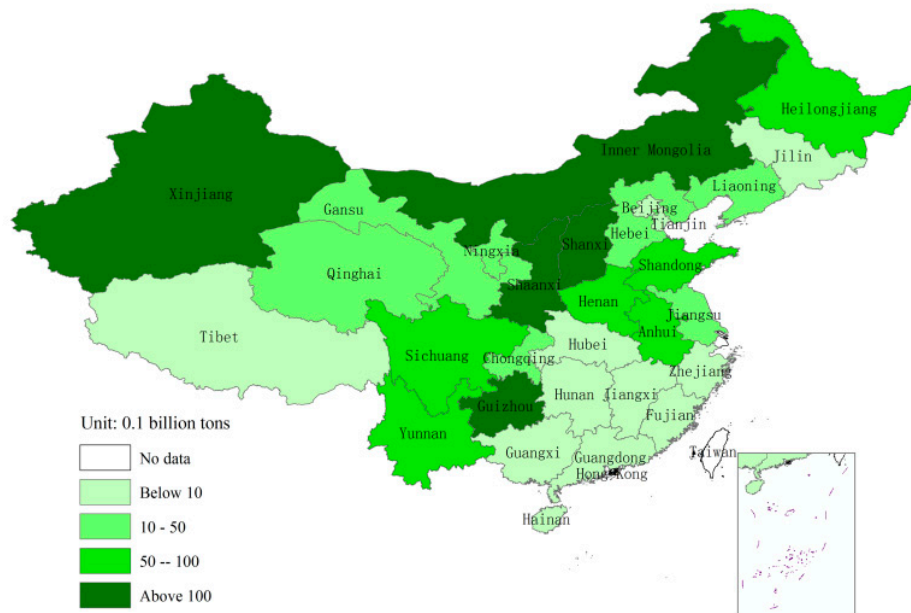 Heilongjiang
Jilin
Inner Mongolia
Liaoning
Xinjiang
Gansu
Beijing
Tianjin
Hebei
Ningxia
Shanxi
Shandong
Qinghai
Shaanxi
Henan
Jiangsu
Anhui
Tibet
Hubei
Sichuang
Chongqing
Zhejiang
Hunan
Jiangxi
Guizhou
Fujian
Yunnan
Guangxi
Guangdong
Hong Kong
Taiwan
Hainan
Unit: 0.1 billion tons
No data
Below 10
10 - 50
50 -- 100
Above 100